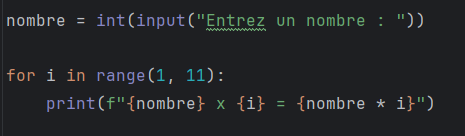 nombre = int(input("Entrez un nombre : "))
for i in range(1, 11):
    print(f"{nombre} x {i} = {nombre * i}")